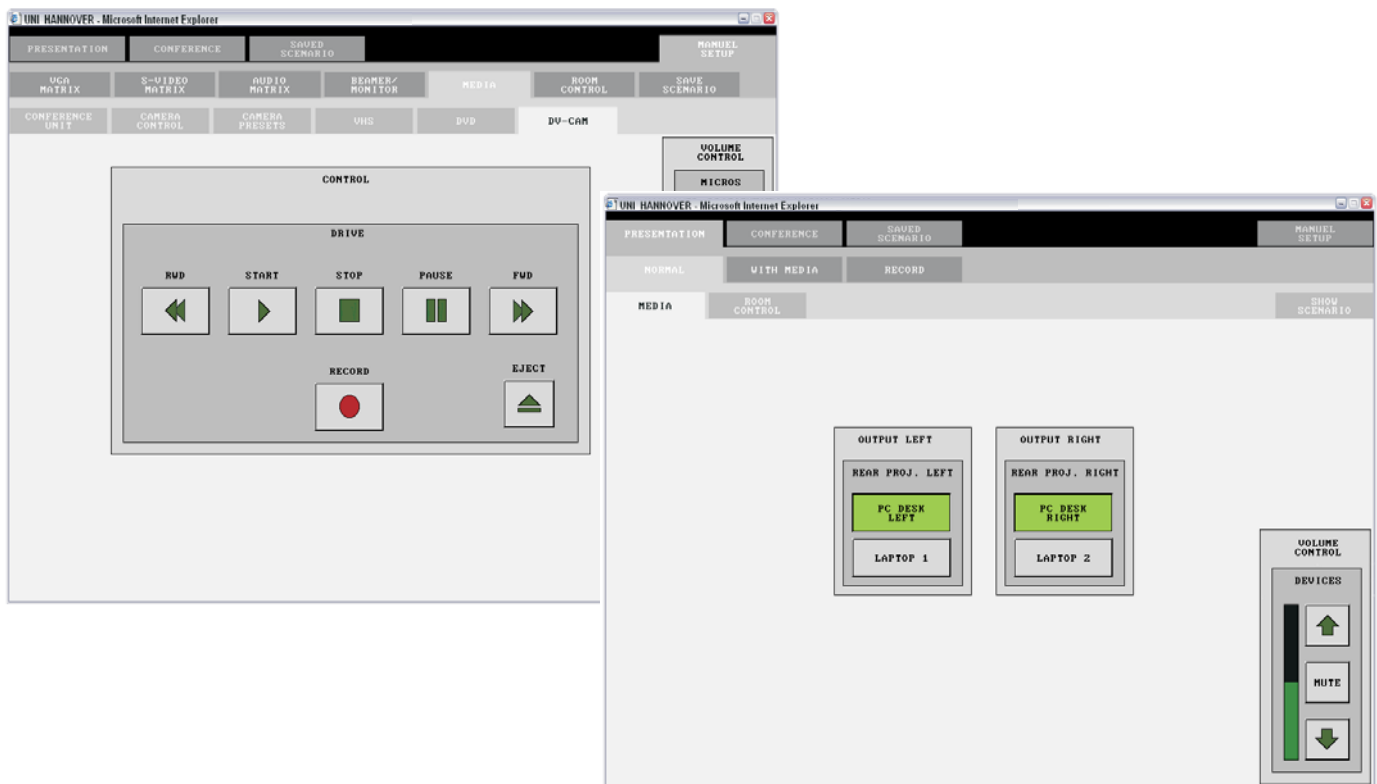 UNI HANNOVER - Microsoft Internet Explorer
PRESENTATION CONFERENCE SAVED SCENARIO MANUEL SETUP
VGA MATRIX S-VIDEO MATRIX AUDIO MATRIX BEAMER/ MONITOR MEDIA ROOM CONTROL SAVE SCENARIO
CONFERENCE UNIT CAMERA CONTROL CAMERA PRESETS VHS DVD DV-CAM
VOLUME CONTROL
MICROS
CONTROL
DRIVE
RWD START STOP PAUSE FWD
RECORD EJECT
UNI HANNOVER - Microsoft Internet Explorer
PRESENTATION CONFERENCE SAVED SCENARIO MANUEL SETUP
NORMAL WITH MEDIA RECORD
MEDIA ROOM CONTROL SHOW SCENARIO
OUTPUT LEFT OUTPUT RIGHT
REAR PROJ. LEFT REAR PROJ. RIGHT
PC DESK LEFT PC DESK RIGHT
LAPTOP 1 LAPTOP 2
VOLUME CONTROL
DEVICES
MUTE